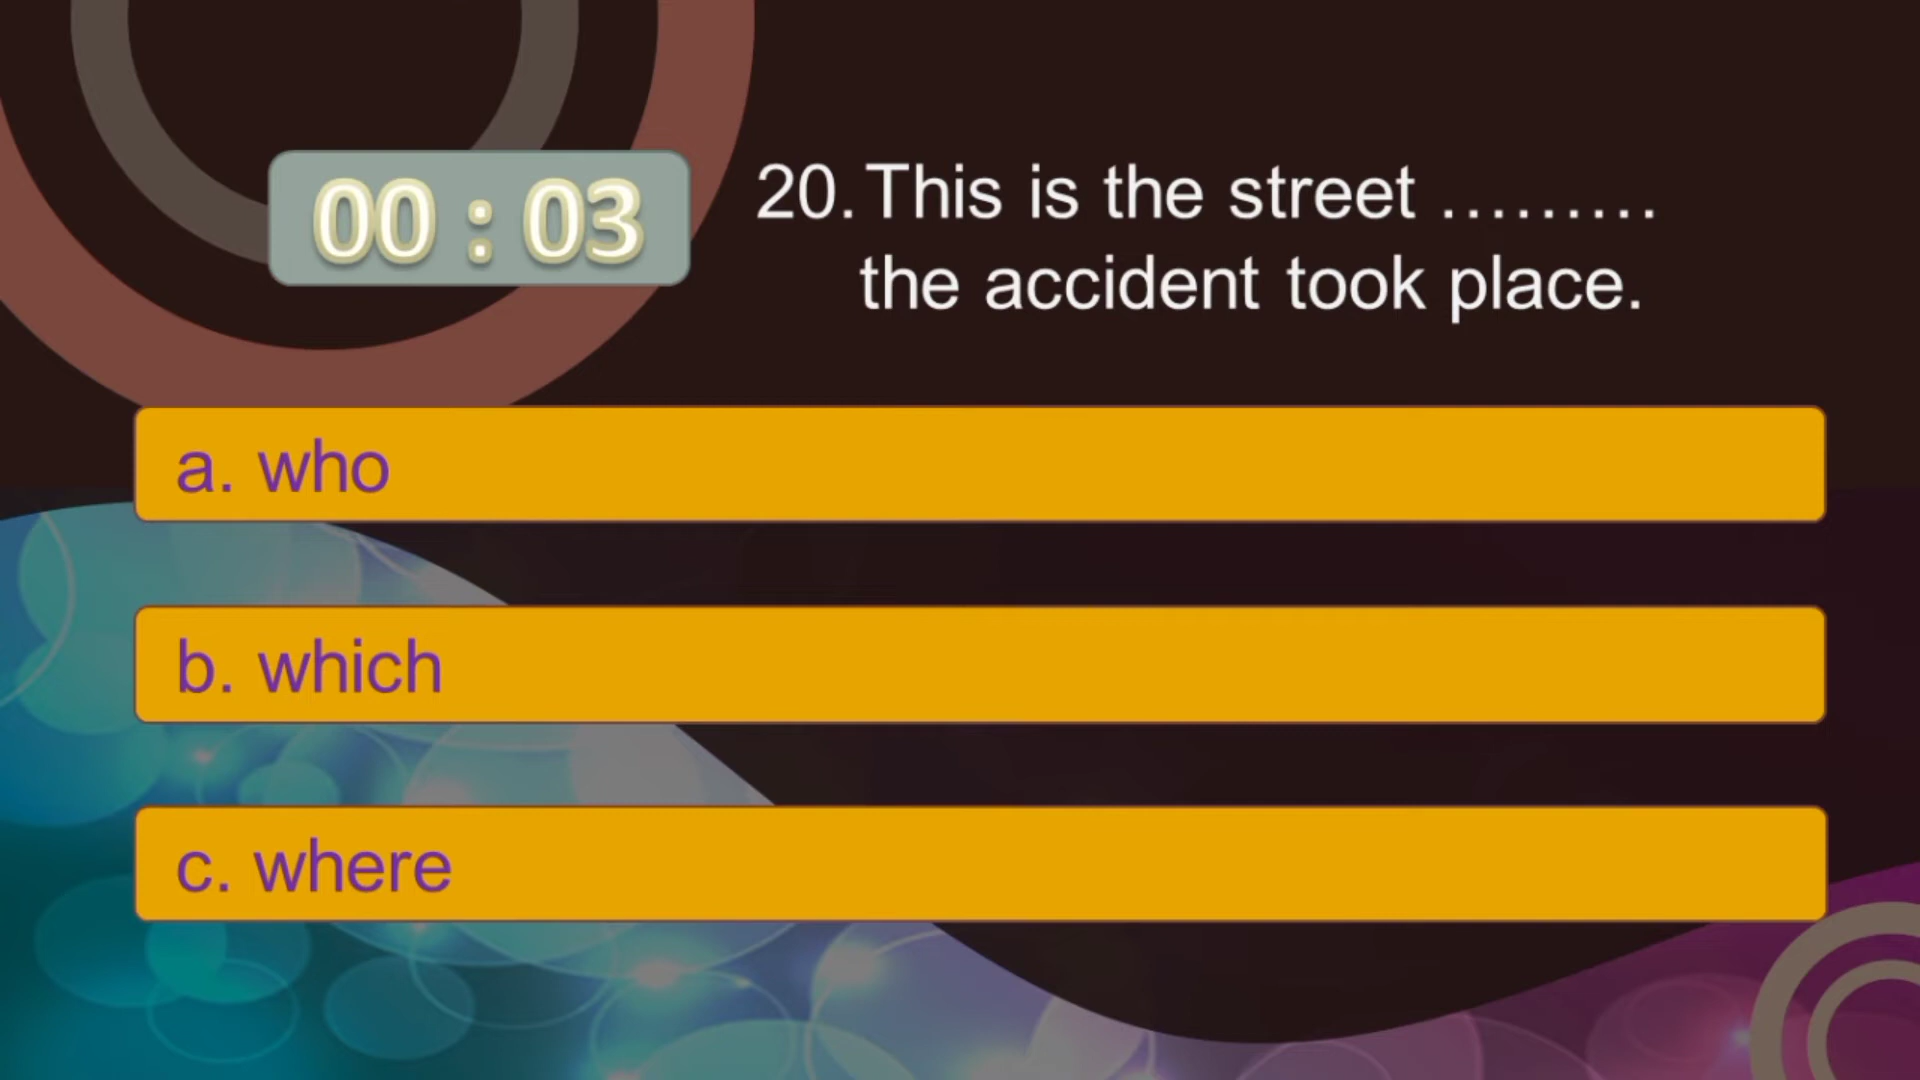 00 : 03
20. This is the street ………
the accident took place.
a. who
b. which
c. where